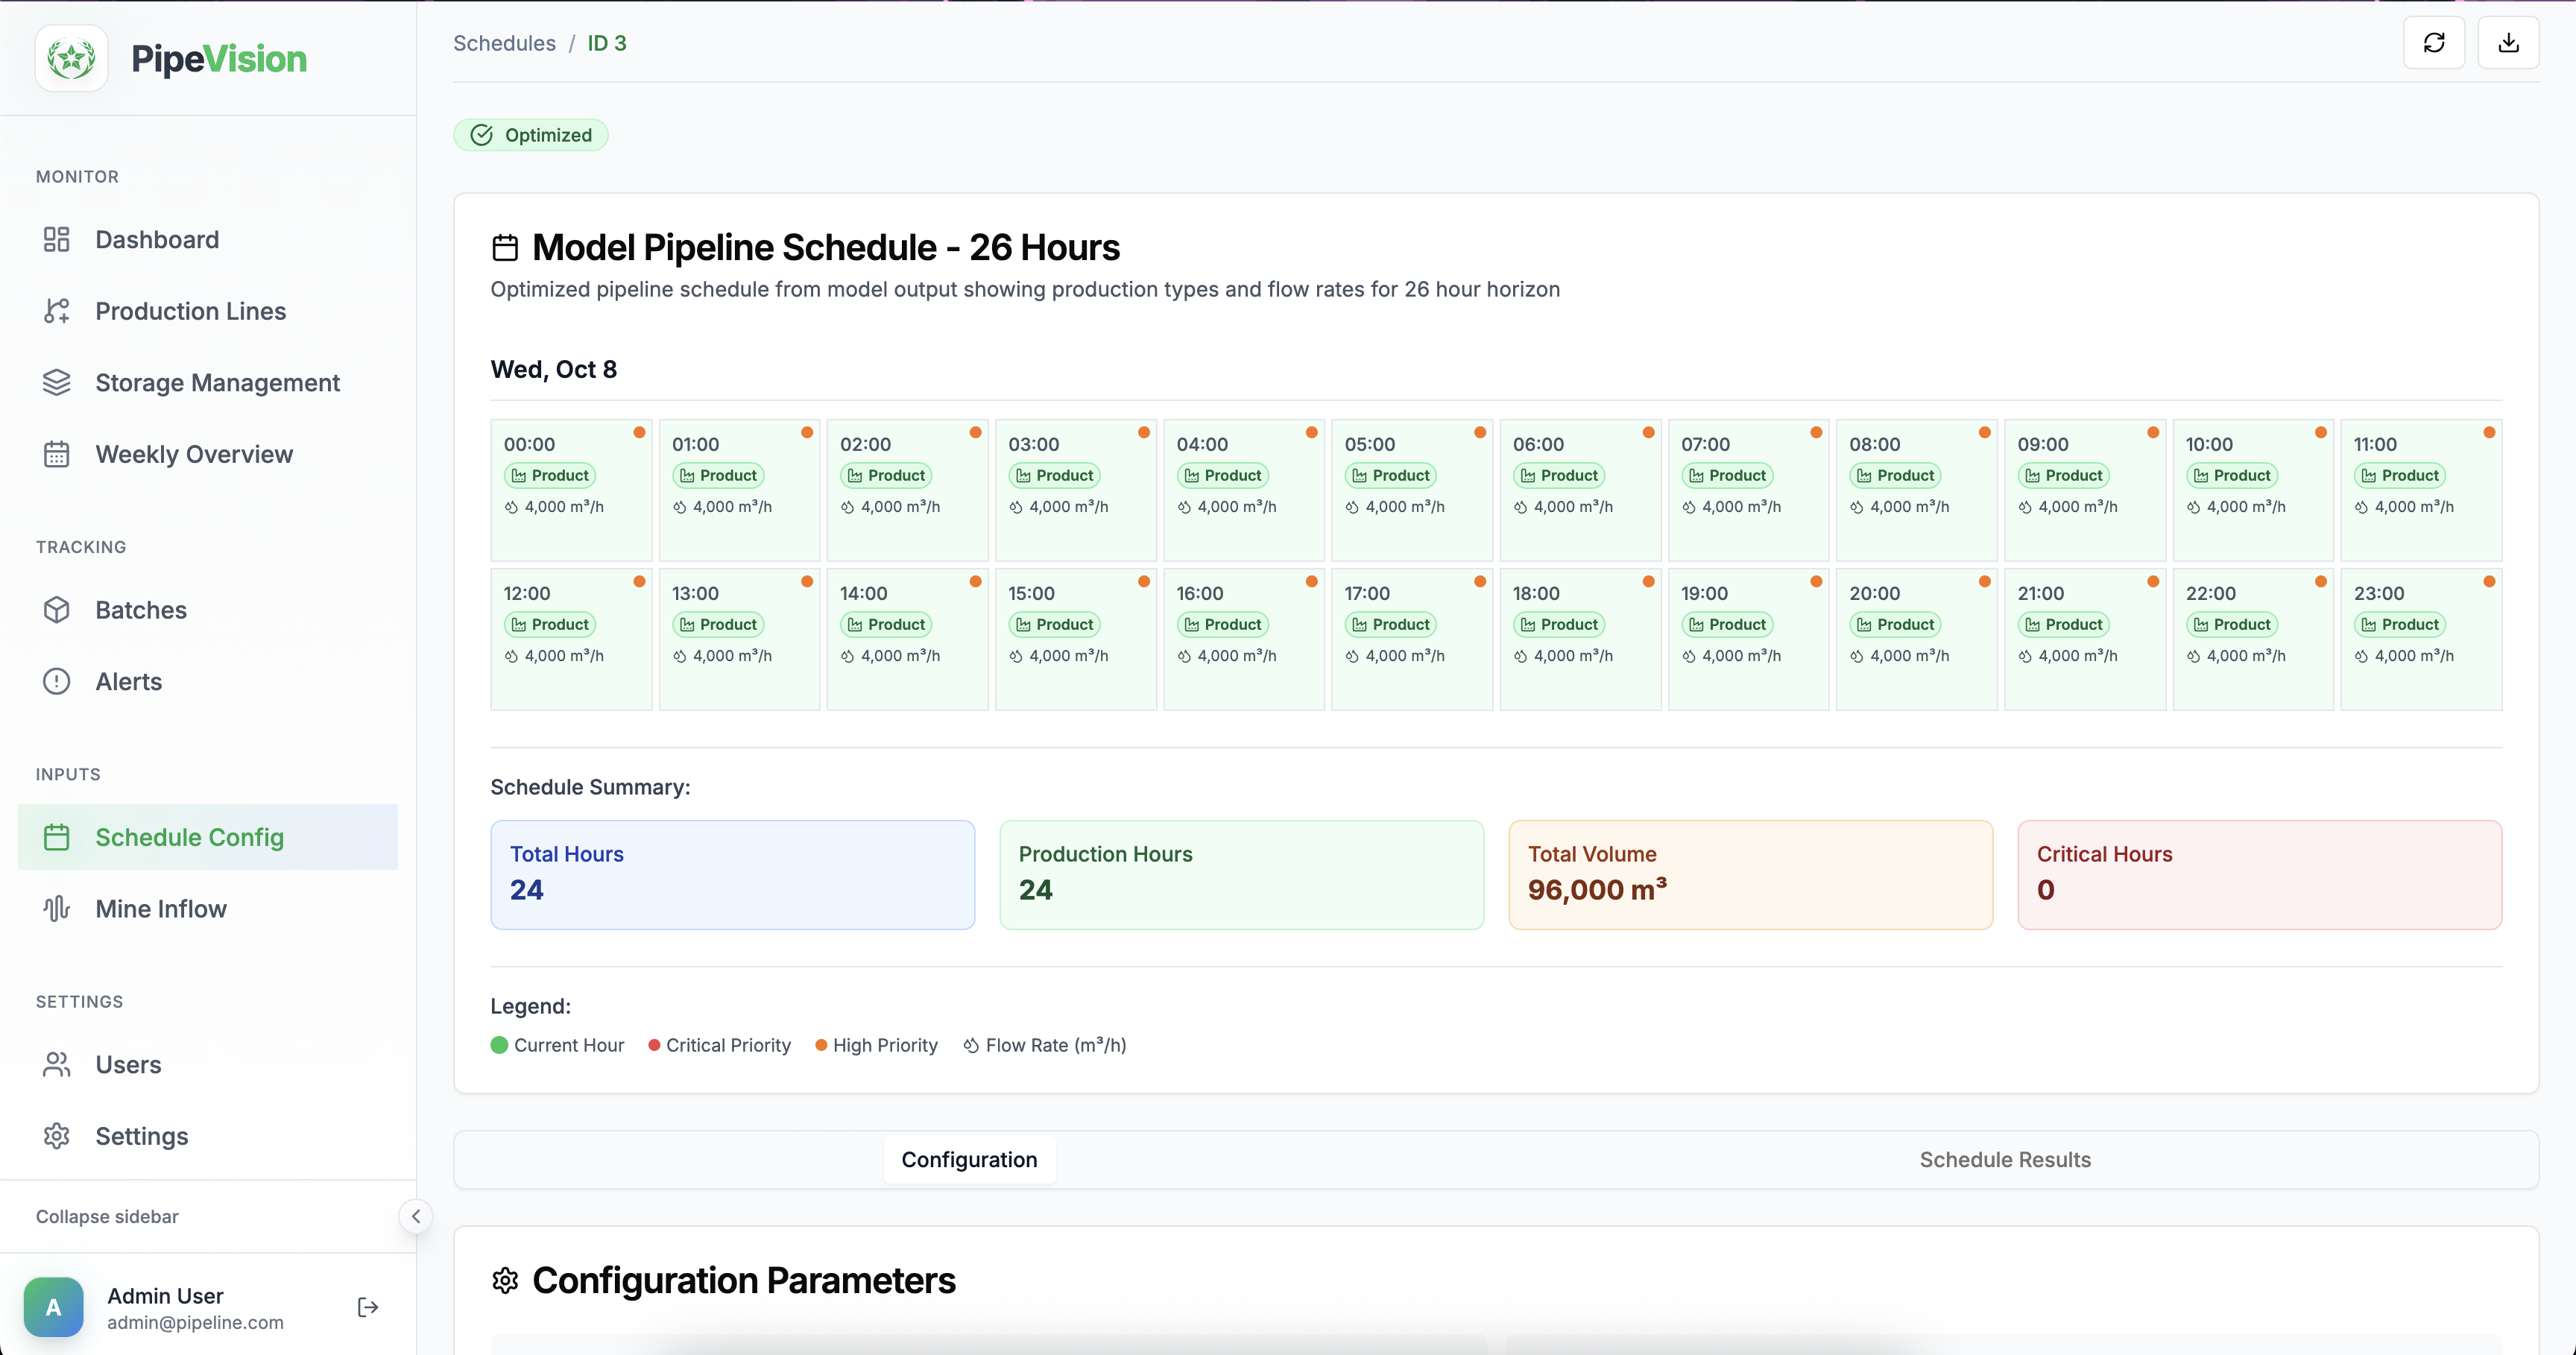 PipeVision
MONITOR
Dashboard
Production Lines
Storage Management
Weekly Overview
TRACKING
Batches
Alerts
INPUTS
Schedule Config
Mine Inflow
SETTINGS
Users
Settings
Collapse sidebar
A
Admin User
admin@pipeline.com
Schedules / ID 3
Optimized
Model Pipeline Schedule - 26 Hours
Optimized pipeline schedule from model output showing production types and flow rates for 26 hour horizon
Wed, Oct 8
00:00 01:00 02:00 03:00 04:00 05:00 06:00 07:00 08:00 09:00 10:00 11:00
Product Product Product Product Product Product Product Product Product Product Product Product
4,000 m³/h 4,000 m³/h 4,000 m³/h 4,000 m³/h 4,000 m³/h 4,000 m³/h 4,000 m³/h 4,000 m³/h 4,000 m³/h 4,000 m³/h 4,000 m³/h 4,000 m³/h
12:00 13:00 14:00 15:00 16:00 17:00 18:00 19:00 20:00 21:00 22:00 23:00
Product Product Product Product Product Product Product Product Product Product Product Product
4,000 m³/h 4,000 m³/h 4,000 m³/h 4,000 m³/h 4,000 m³/h 4,000 m³/h 4,000 m³/h 4,000 m³/h 4,000 m³/h 4,000 m³/h 4,000 m³/h 4,000 m³/h
Schedule Summary:
Total Hours
24
Production Hours
24
Total Volume
96,000 m³
Critical Hours
0
Legend:
Current Hour Critical Priority High Priority Flow Rate (m³/h)
Configuration Schedule Results
Configuration Parameters